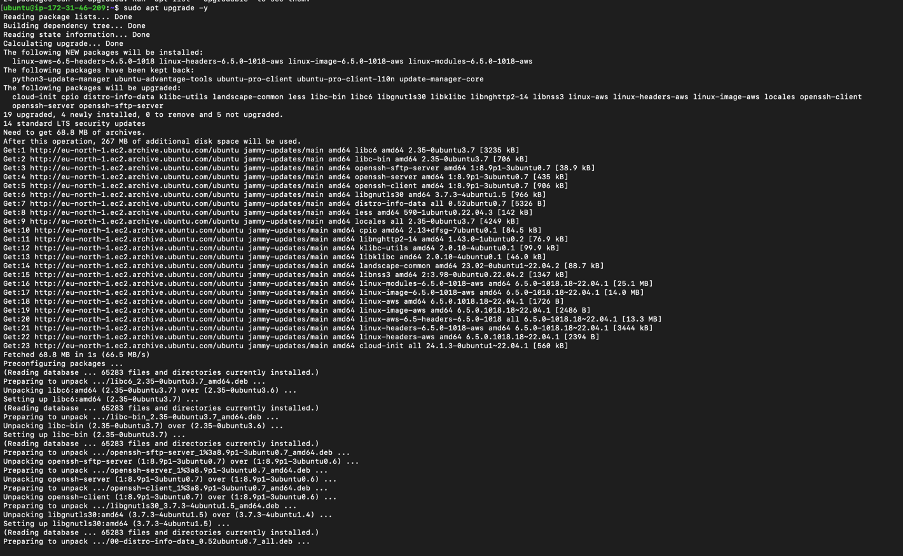 [ubuntu@ip-172-31-46-209:~$ sudo apt upgrade -y
Reading package lists... Done
Building dependency tree... Done
Reading state information... Done
Calculating upgrade... Done
The following NEW packages will be installed:
linux-aws-6.5-headers-6.5.0-1018 linux-headers-6.5.0-1018-aws linux-image-6.5.0-1018-aws linux-modules-6.5.0-1018-aws
The following packages have been kept back:
python3-update-manager ubuntu-advantage-tools ubuntu-pro-client ubuntu-pro-client-l10n update-manager-core
The following packages will be upgraded:
cloud-init cpio distro-info-data klibc-utils landscape-common less libc-bin libc6 libgnutls30 libklibc libnghttp2-14 libnss3 linux-aws linux-headers-aws linux-image-aws locales openssh-client
openssh-server openssh-sftp-server
19 upgraded, 4 newly installed, 0 to remove and 5 not upgraded.
14 standard LTS security updates
Need to get 68.8 MB of archives.
After this operation, 267 MB of additional disk space will be used.
Get:1 http://eu-north-1.ec2.archive.ubuntu.com/ubuntu jammy-updates/main amd64 libc6 amd64 2.35-0ubuntu3.7 [3235 kB]
Get:2 http://eu-north-1.ec2.archive.ubuntu.com/ubuntu jammy-updates/main amd64 libc-bin amd64 2.35-0ubuntu3.7 [706 kB]
Get:3 http://eu-north-1.ec2.archive.ubuntu.com/ubuntu jammy-updates/main amd64 openssh-sftp-server amd64 1:8.9p1-3ubuntu0.7 [38.9 kB]
Get:4 http://eu-north-1.ec2.archive.ubuntu.com/ubuntu jammy-updates/main amd64 openssh-server amd64 1:8.9p1-3ubuntu0.7 [435 kB]
Get:5 http://eu-north-1.ec2.archive.ubuntu.com/ubuntu jammy-updates/main amd64 openssh-client amd64 1:8.9p1-3ubuntu0.7 [906 kB]
Get:6 http://eu-north-1.ec2.archive.ubuntu.com/ubuntu jammy-updates/main amd64 libgnutls30 amd64 3.7.3-4ubuntu1.5 [966 kB]
Get:7 http://eu-north-1.ec2.archive.ubuntu.com/ubuntu jammy-updates/main amd64 distro-info-data all 0.52ubuntu0.7 [5326 B]
Get:8 http://eu-north-1.ec2.archive.ubuntu.com/ubuntu jammy-updates/main amd64 less amd64 590-1ubuntu0.22.04.3 [142 kB]
Get:9 http://eu-north-1.ec2.archive.ubuntu.com/ubuntu jammy-updates/main amd64 locales all 2.35-0ubuntu3.7 [4249 kB]
Get:10 http://eu-north-1.ec2.archive.ubuntu.com/ubuntu jammy-updates/main amd64 cpio amd64 2.13+dfsg-7ubuntu0.1 [84.5 kB]
Get:11 http://eu-north-1.ec2.archive.ubuntu.com/ubuntu jammy-updates/main amd64 libnghttp2-14 amd64 1.43.0-1ubuntu0.2 [76.9 kB]
Get:12 http://eu-north-1.ec2.archive.ubuntu.com/ubuntu jammy-updates/main amd64 klibc-utils amd64 2.0.10-4ubuntu0.1 [99.9 kB]
Get:13 http://eu-north-1.ec2.archive.ubuntu.com/ubuntu jammy-updates/main amd64 libklibc amd64 2.0.10-4ubuntu0.1 [46.0 kB]
Get:14 http://eu-north-1.ec2.archive.ubuntu.com/ubuntu jammy-updates/main amd64 landscape-common amd64 23.02-0ubuntu1~22.04.2 [88.7 kB]
Get:15 http://eu-north-1.ec2.archive.ubuntu.com/ubuntu jammy-updates/main amd64 libnss3 amd64 2:3.98-0ubuntu0.22.04.2 [1347 kB]
Get:16 http://eu-north-1.ec2.archive.ubuntu.com/ubuntu jammy-updates/main amd64 linux-modules-6.5.0-1018-aws amd64 6.5.0-1018.18~22.04.1 [25.1 MB]
Get:17 http://eu-north-1.ec2.archive.ubuntu.com/ubuntu jammy-updates/main amd64 linux-image-6.5.0-1018-aws amd64 6.5.0-1018.18~22.04.1 [14.0 MB]
Get:18 http://eu-north-1.ec2.archive.ubuntu.com/ubuntu jammy-updates/main amd64 linux-aws amd64 6.5.0.1018.18~22.04.1 [1726 B]
Get:19 http://eu-north-1.ec2.archive.ubuntu.com/ubuntu jammy-updates/main amd64 linux-image-aws amd64 6.5.0.1018.18~22.04.1 [2486 B]
Get:20 http://eu-north-1.ec2.archive.ubuntu.com/ubuntu jammy-updates/main amd64 linux-aws-6.5-headers-6.5.0-1018 all 6.5.0-1018.18~22.04.1 [13.3 MB]
Get:21 http://eu-north-1.ec2.archive.ubuntu.com/ubuntu jammy-updates/main amd64 linux-headers-6.5.0-1018-aws amd64 6.5.0-1018.18~22.04.1 [3444 kB]
Get:22 http://eu-north-1.ec2.archive.ubuntu.com/ubuntu jammy-updates/main amd64 linux-headers-aws amd64 6.5.0.1018.18~22.04.1 [2394 B]
Get:23 http://eu-north-1.ec2.archive.ubuntu.com/ubuntu jammy-updates/main amd64 cloud-init all 24.1.3-0ubuntu1~22.04.1 [560 kB]
Fetched 68.8 MB in 1s (66.5 MB/s)
Preconfiguring packages ...
(Reading database ... 65283 files and directories currently installed.)
Preparing to unpack .../libc6_2.35-0ubuntu3.7_amd64.deb ...
Unpacking libc6:amd64 (2.35-0ubuntu3.7) over (2.35-0ubuntu3.6) ...
Setting up libc6:amd64 (2.35-0ubuntu3.7) ...
(Reading database ... 65283 files and directories currently installed.)
Preparing to unpack .../libc-bin_2.35-0ubuntu3.7_amd64.deb ...
Unpacking libc-bin (2.35-0ubuntu3.7) over (2.35-0ubuntu3.6) ...
Setting up libc-bin (2.35-0ubuntu3.7) ...
(Reading database ... 65283 files and directories currently installed.)
Preparing to unpack .../openssh-sftp-server_1%3a8.9p1-3ubuntu0.7_amd64.deb ...
Unpacking openssh-sftp-server (1:8.9p1-3ubuntu0.7) over (1:8.9p1-3ubuntu0.6) ...
Preparing to unpack .../openssh-server_1%3a8.9p1-3ubuntu0.7_amd64.deb ...
Unpacking openssh-server (1:8.9p1-3ubuntu0.7) over (1:8.9p1-3ubuntu0.6) ...
Preparing to unpack .../openssh-client_1%3a8.9p1-3ubuntu0.7_amd64.deb ...
Unpacking openssh-client (1:8.9p1-3ubuntu0.7) over (1:8.9p1-3ubuntu0.6) ...
Preparing to unpack .../libgnutls30_3.7.3-4ubuntu1.5_amd64.deb ...
Unpacking libgnutls30:amd64 (3.7.3-4ubuntu1.5) over (3.7.3-4ubuntu1.4) ...
Setting up libgnutls30:amd64 (3.7.3-4ubuntu1.5) ...
(Reading database ... 65283 files and directories currently installed.)
Preparing to unpack .../00-distro-info-data_0.52ubuntu0.7_all.deb ...